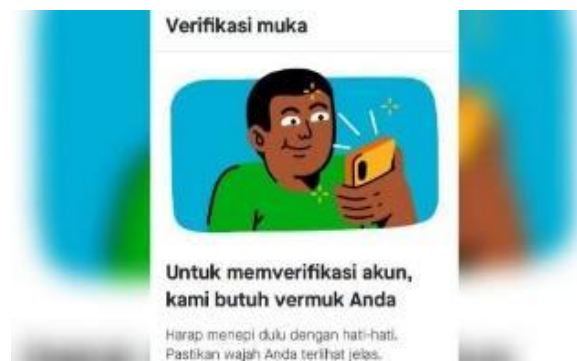 Verifikasi muka
Untuk memverifikasi akun,
kami butuh vermuk Anda
Harap menepi dulu dengan hati-hati.
Pastikan wajah Anda terlihat jelas.